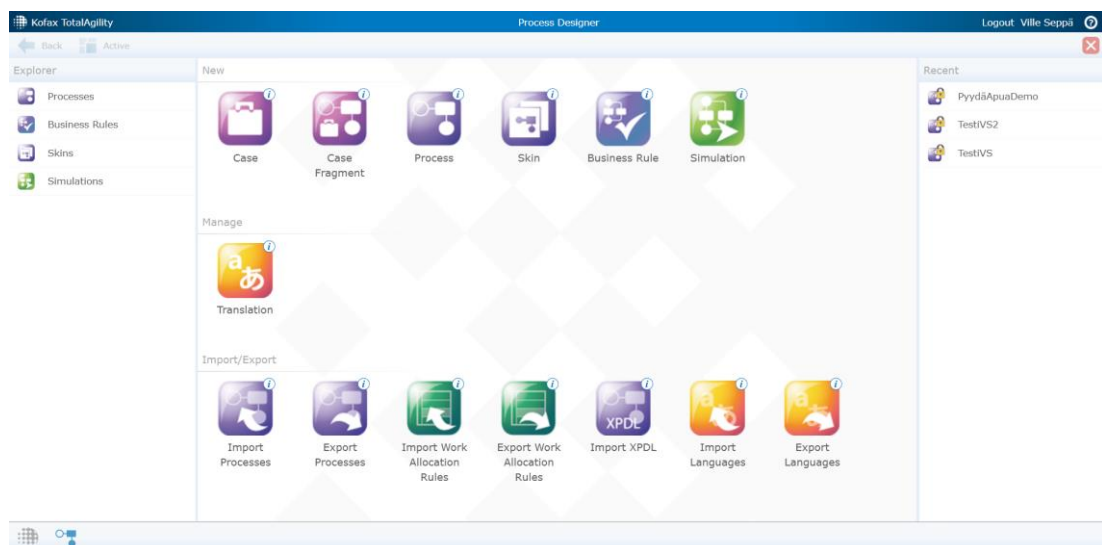 Kofax TotalAgility
Process Designer
Logout Ville Seppä ?
Back Active
Explorer
Processes
Business Rules
Skins
Simulations
New
i i i i i i
Case
Case
Fragment
Process
Skin
Business Rule
Simulation
Manage
a
あ
i
Translation
Import/Export
i i i i i i i
XPDL
Import
Processes
Export
Processes
Import Work
Allocation
Rules
Export Work
Allocation
Rules
Import XPDL
Import
Languages
Export
Languages
Recent
PyydäApuaDemo
TestIVS2
TestIVS